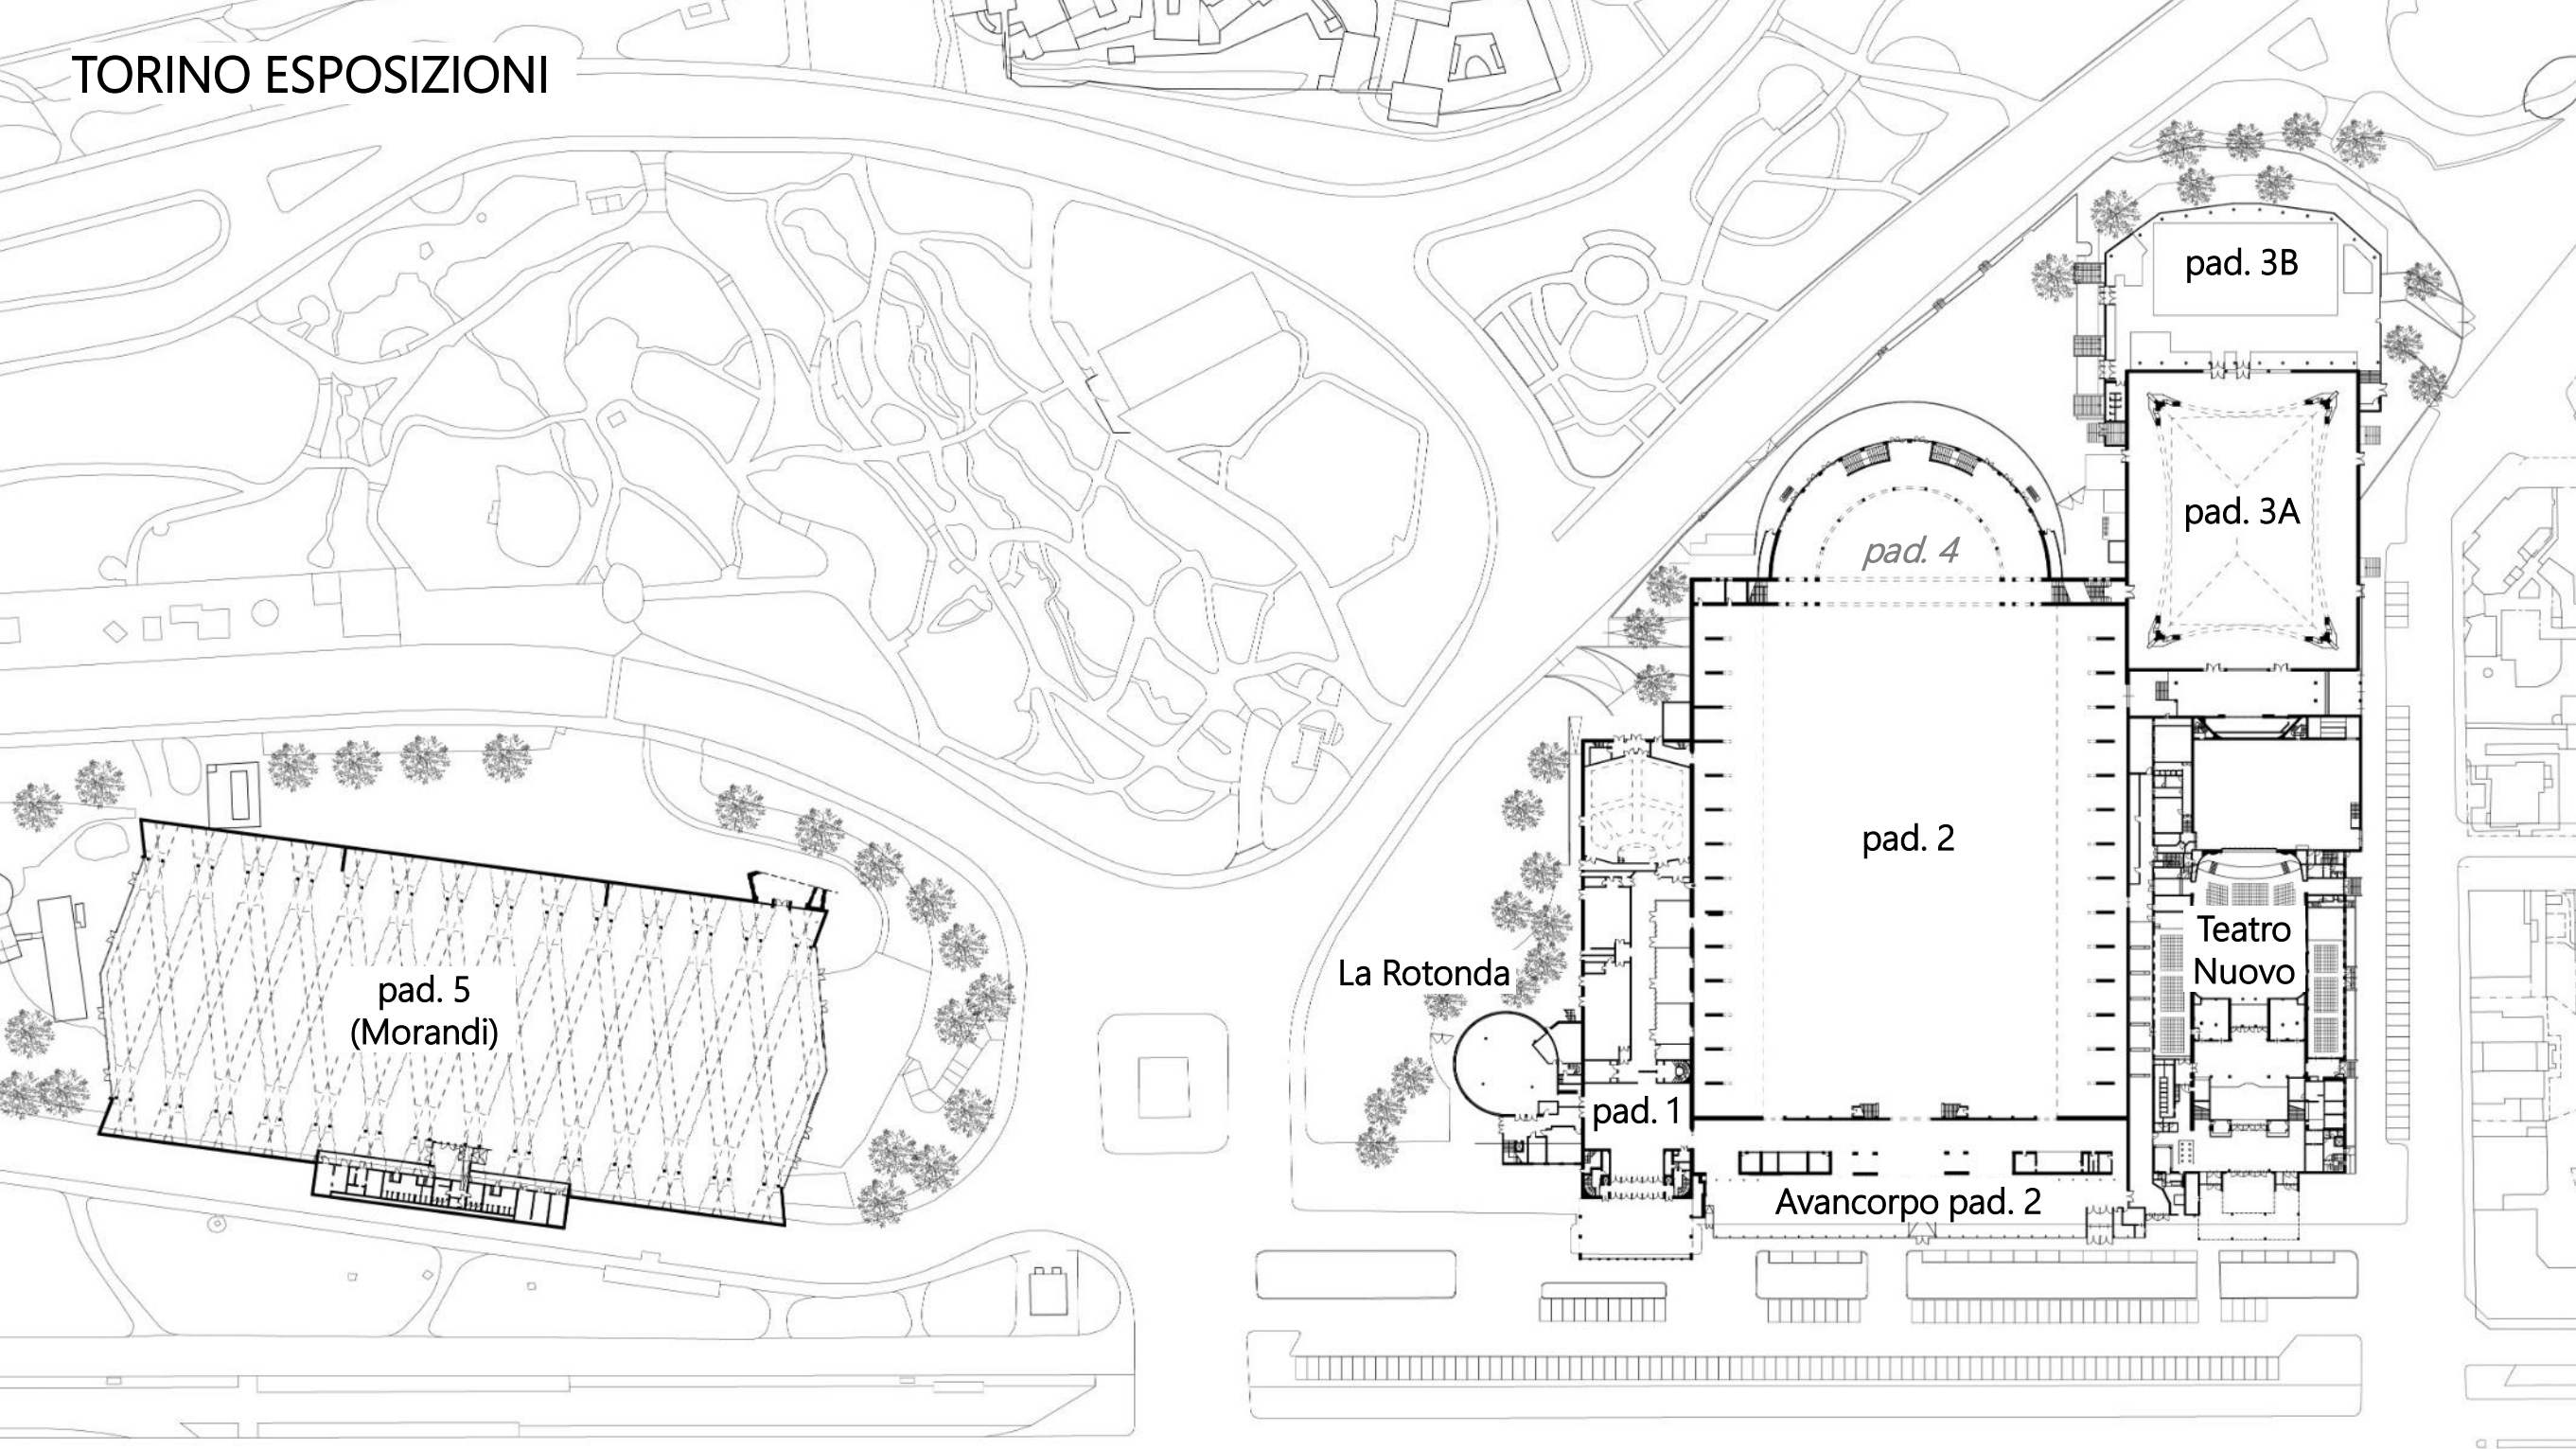 TORINO ESPOSIZIONI
pad. 3B
pad. 3A
pad. 4
pad. 2
Teatro
Nuovo
La Rotonda
pad. 5
(Morandi)
pad. 1
Avancorpo pad. 2